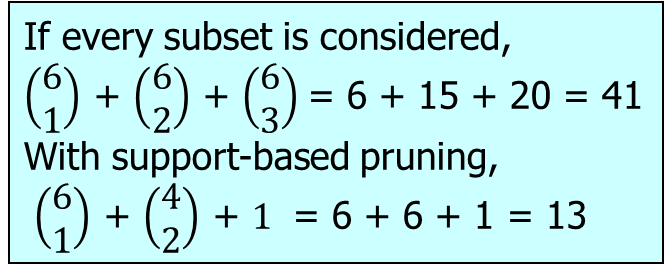 If every subset is considered,
(6 1) + (6 2) + (6 3) = 6 + 15 + 20 = 41
With support-based pruning,
(6 1) + (4 2) + 1 = 6 + 6 + 1 = 13